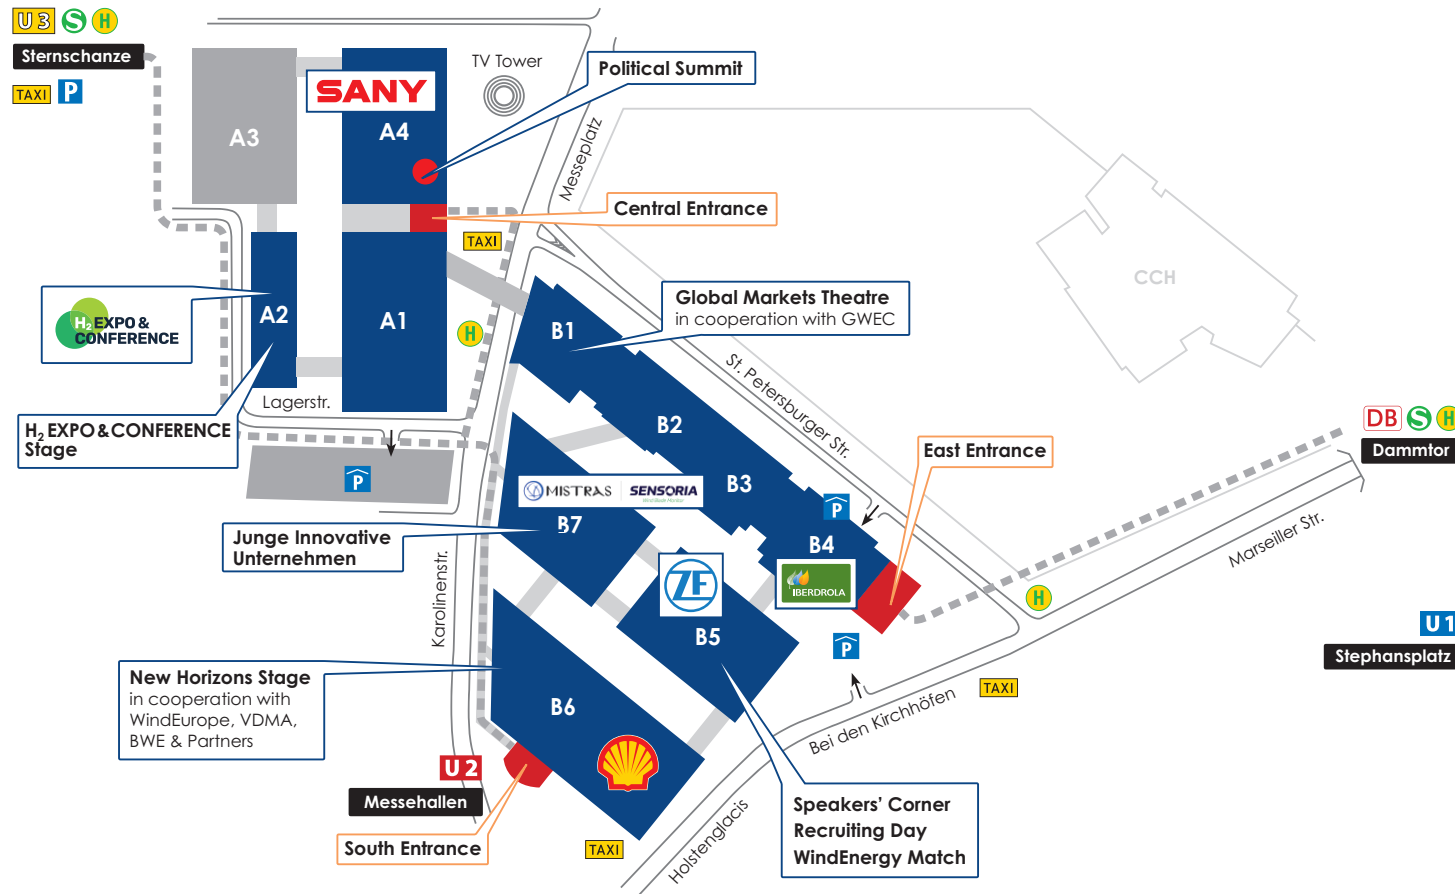 U3 S H
Sternschanze
TAXI P
SANY
A3
A4
TV Tower
Political Summit
Messeplatz
Central Entrance
TAXI
CCH
H₂ EXPO &
CONFERENCE
A2
A1
H
B1
Global Markets Theatre
in cooperation with GWEC
St. Petersburger Str.
Lagerstr.
H₂ EXPO & CONFERENCE
Stage
P
B2
B3
MISTRAS
SENSORIA
B7
P
B4
East Entrance
DB S H
Dammtor
Marseiller Str.
Junge Innovative
Unternehmen
Karolinenstr.
ZF
IBERDROLA
B5
H
U1
Stephansplatz
P
TAXI
Bei den Kirchhöfen
New Horizons Stage
in cooperation with
WindEurope, VDMA,
BWE & Partners
B6
U2
Messehallen
South Entrance
TAXI
Holstenglacis
Speakers' Corner
Recruiting Day
WindEnergy Match